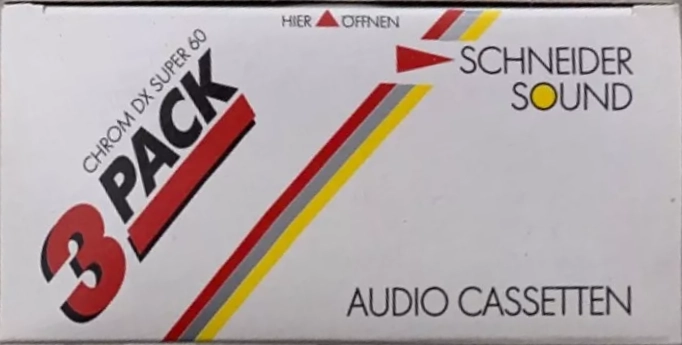 HIER ÖFFNEN
SCHNEIDER
SOUND
CHROM DX SUPER 60
3 PACK
AUDIO CASSETTEN